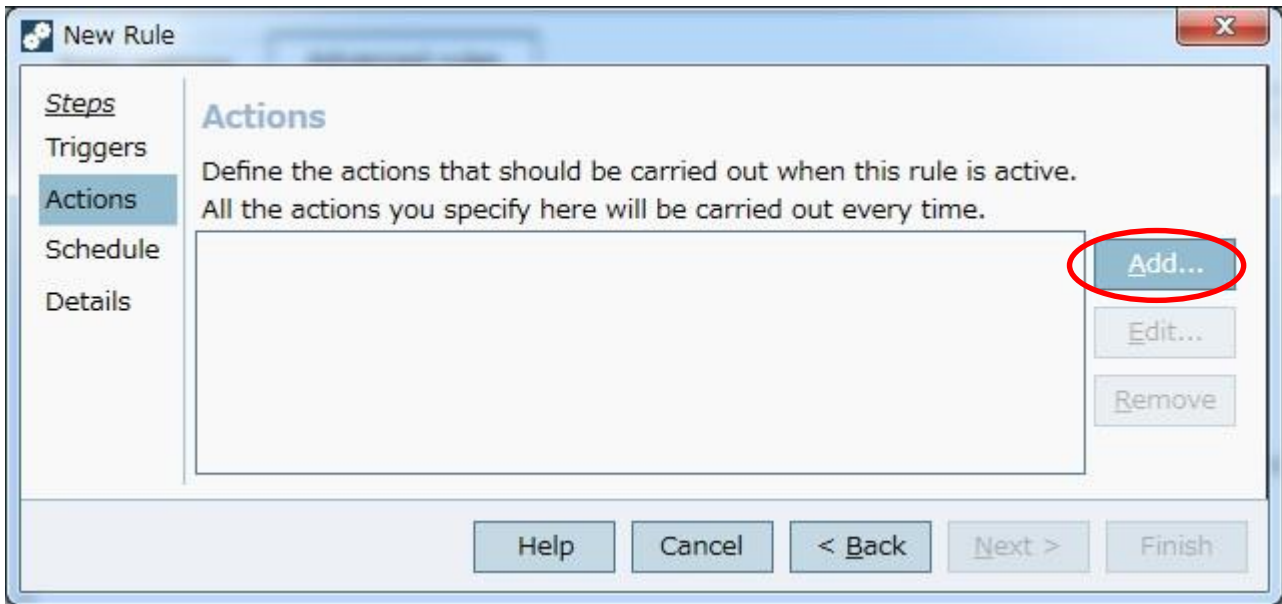 New Rule
Steps
Triggers
Actions
Schedule
Details
Actions
Define the actions that should be carried out when this rule is active.
All the actions you specify here will be carried out every time.
Add...
Edit...
Remove
Help
Cancel
< Back
Next >
Finish